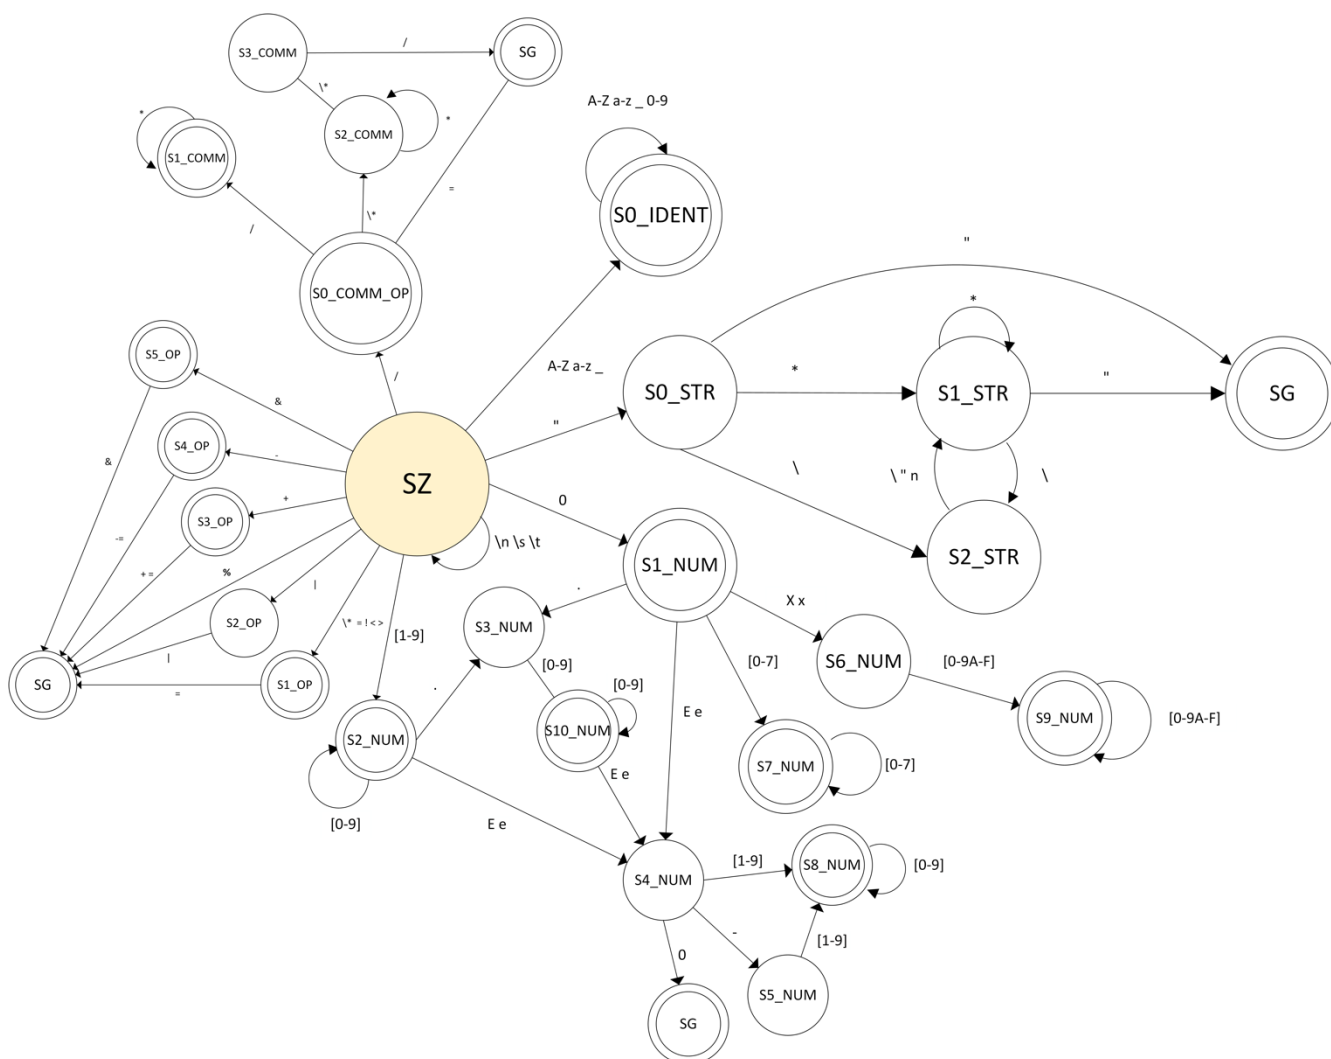 S3_COMM
/
SG
\*
*
S2_COMM
*
S1_COMM
A-Z a-z _ 0-9
S0_IDENT
=
/
\*
S0_COMM_OP
/
A-Z a-z _
"
S5_OP
&
S4_OP
-
&
S3_OP
+
-=
+ =
%
|
S2_OP
|
\* = ! < >
S1_OP
=
SG
SZ
\n \s \t
"
S0_STR
*
*
S1_STR
"
SG
\
\ " n
\
S2_STR
0
S1_NUM
.
X x
S3_NUM
[1-9]
S6_NUM
[0-9A-F]
[0-9]
[0-7]
.
[0-9]
S10_NUM
E e
S9_NUM
[0-9A-F]
S2_NUM
S7_NUM
[0-7]
E e
[0-9]
E e
S4_NUM
[1-9]
S8_NUM
[0-9]
-
[1-9]
0
S5_NUM
SG